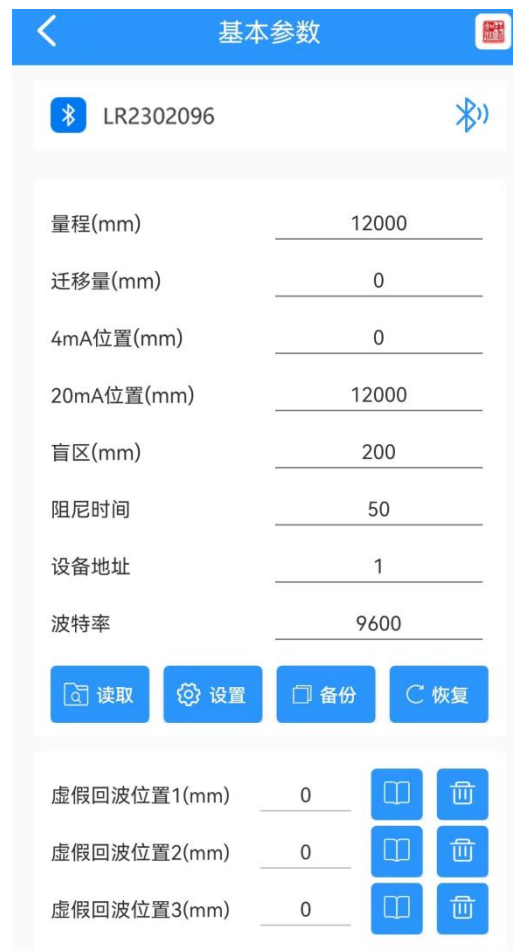 基本参数
LR2302096
量程(mm) 12000
迁移量(mm) 0
4mA位置(mm) 0
20mA位置(mm) 12000
盲区(mm) 200
阻尼时间 50
设备地址 1
波特率 9600
读取 设置 备份 恢复
虚假回波位置1(mm) 0
虚假回波位置2(mm) 0
虚假回波位置3(mm) 0